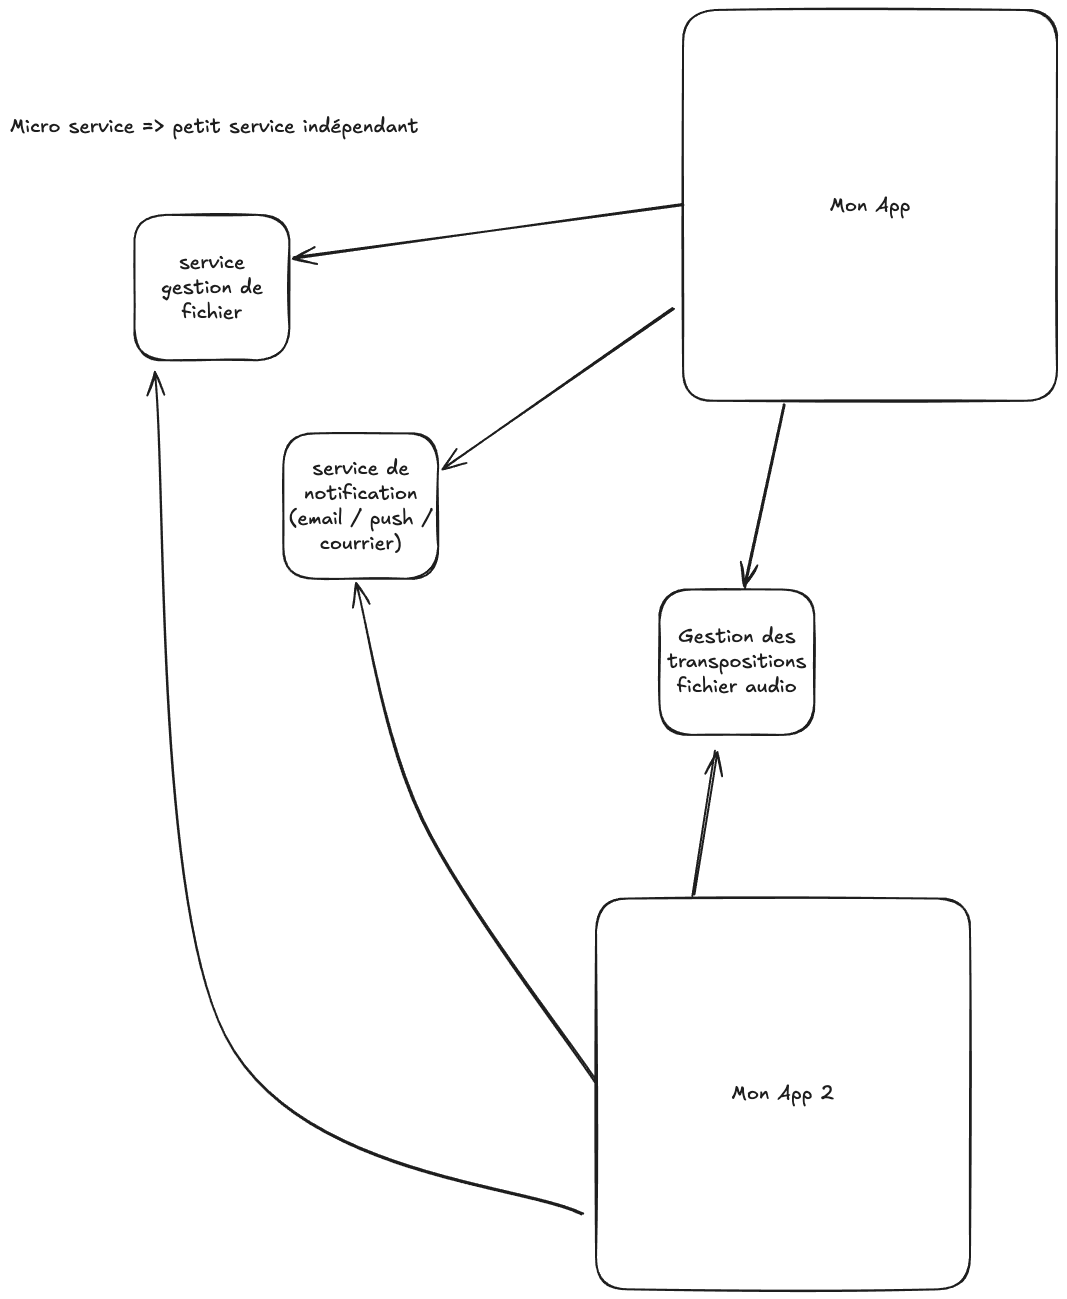 Micro service => petit service indépendant
Mon App
service
gestion de
fichier
service de
notification
(email / push /
courrier)
Gestion des
transpositions
fichier audio
Mon App 2